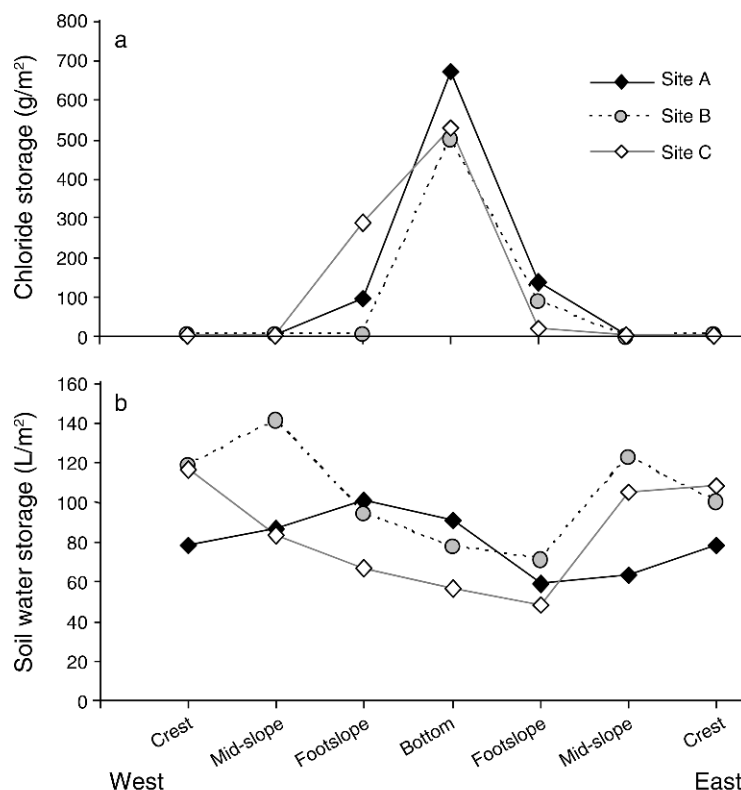 a
Chloride storage (g/m²)
800
700
600
500
400
300
200
100
0
Site A
Site B
Site C
b
Soil water storage (L/m²)
160
140
120
100
80
60
40
20
0
Crest
Mid-slope
Footslope
Bottom
Footslope
Mid-slope
Crest
West
East